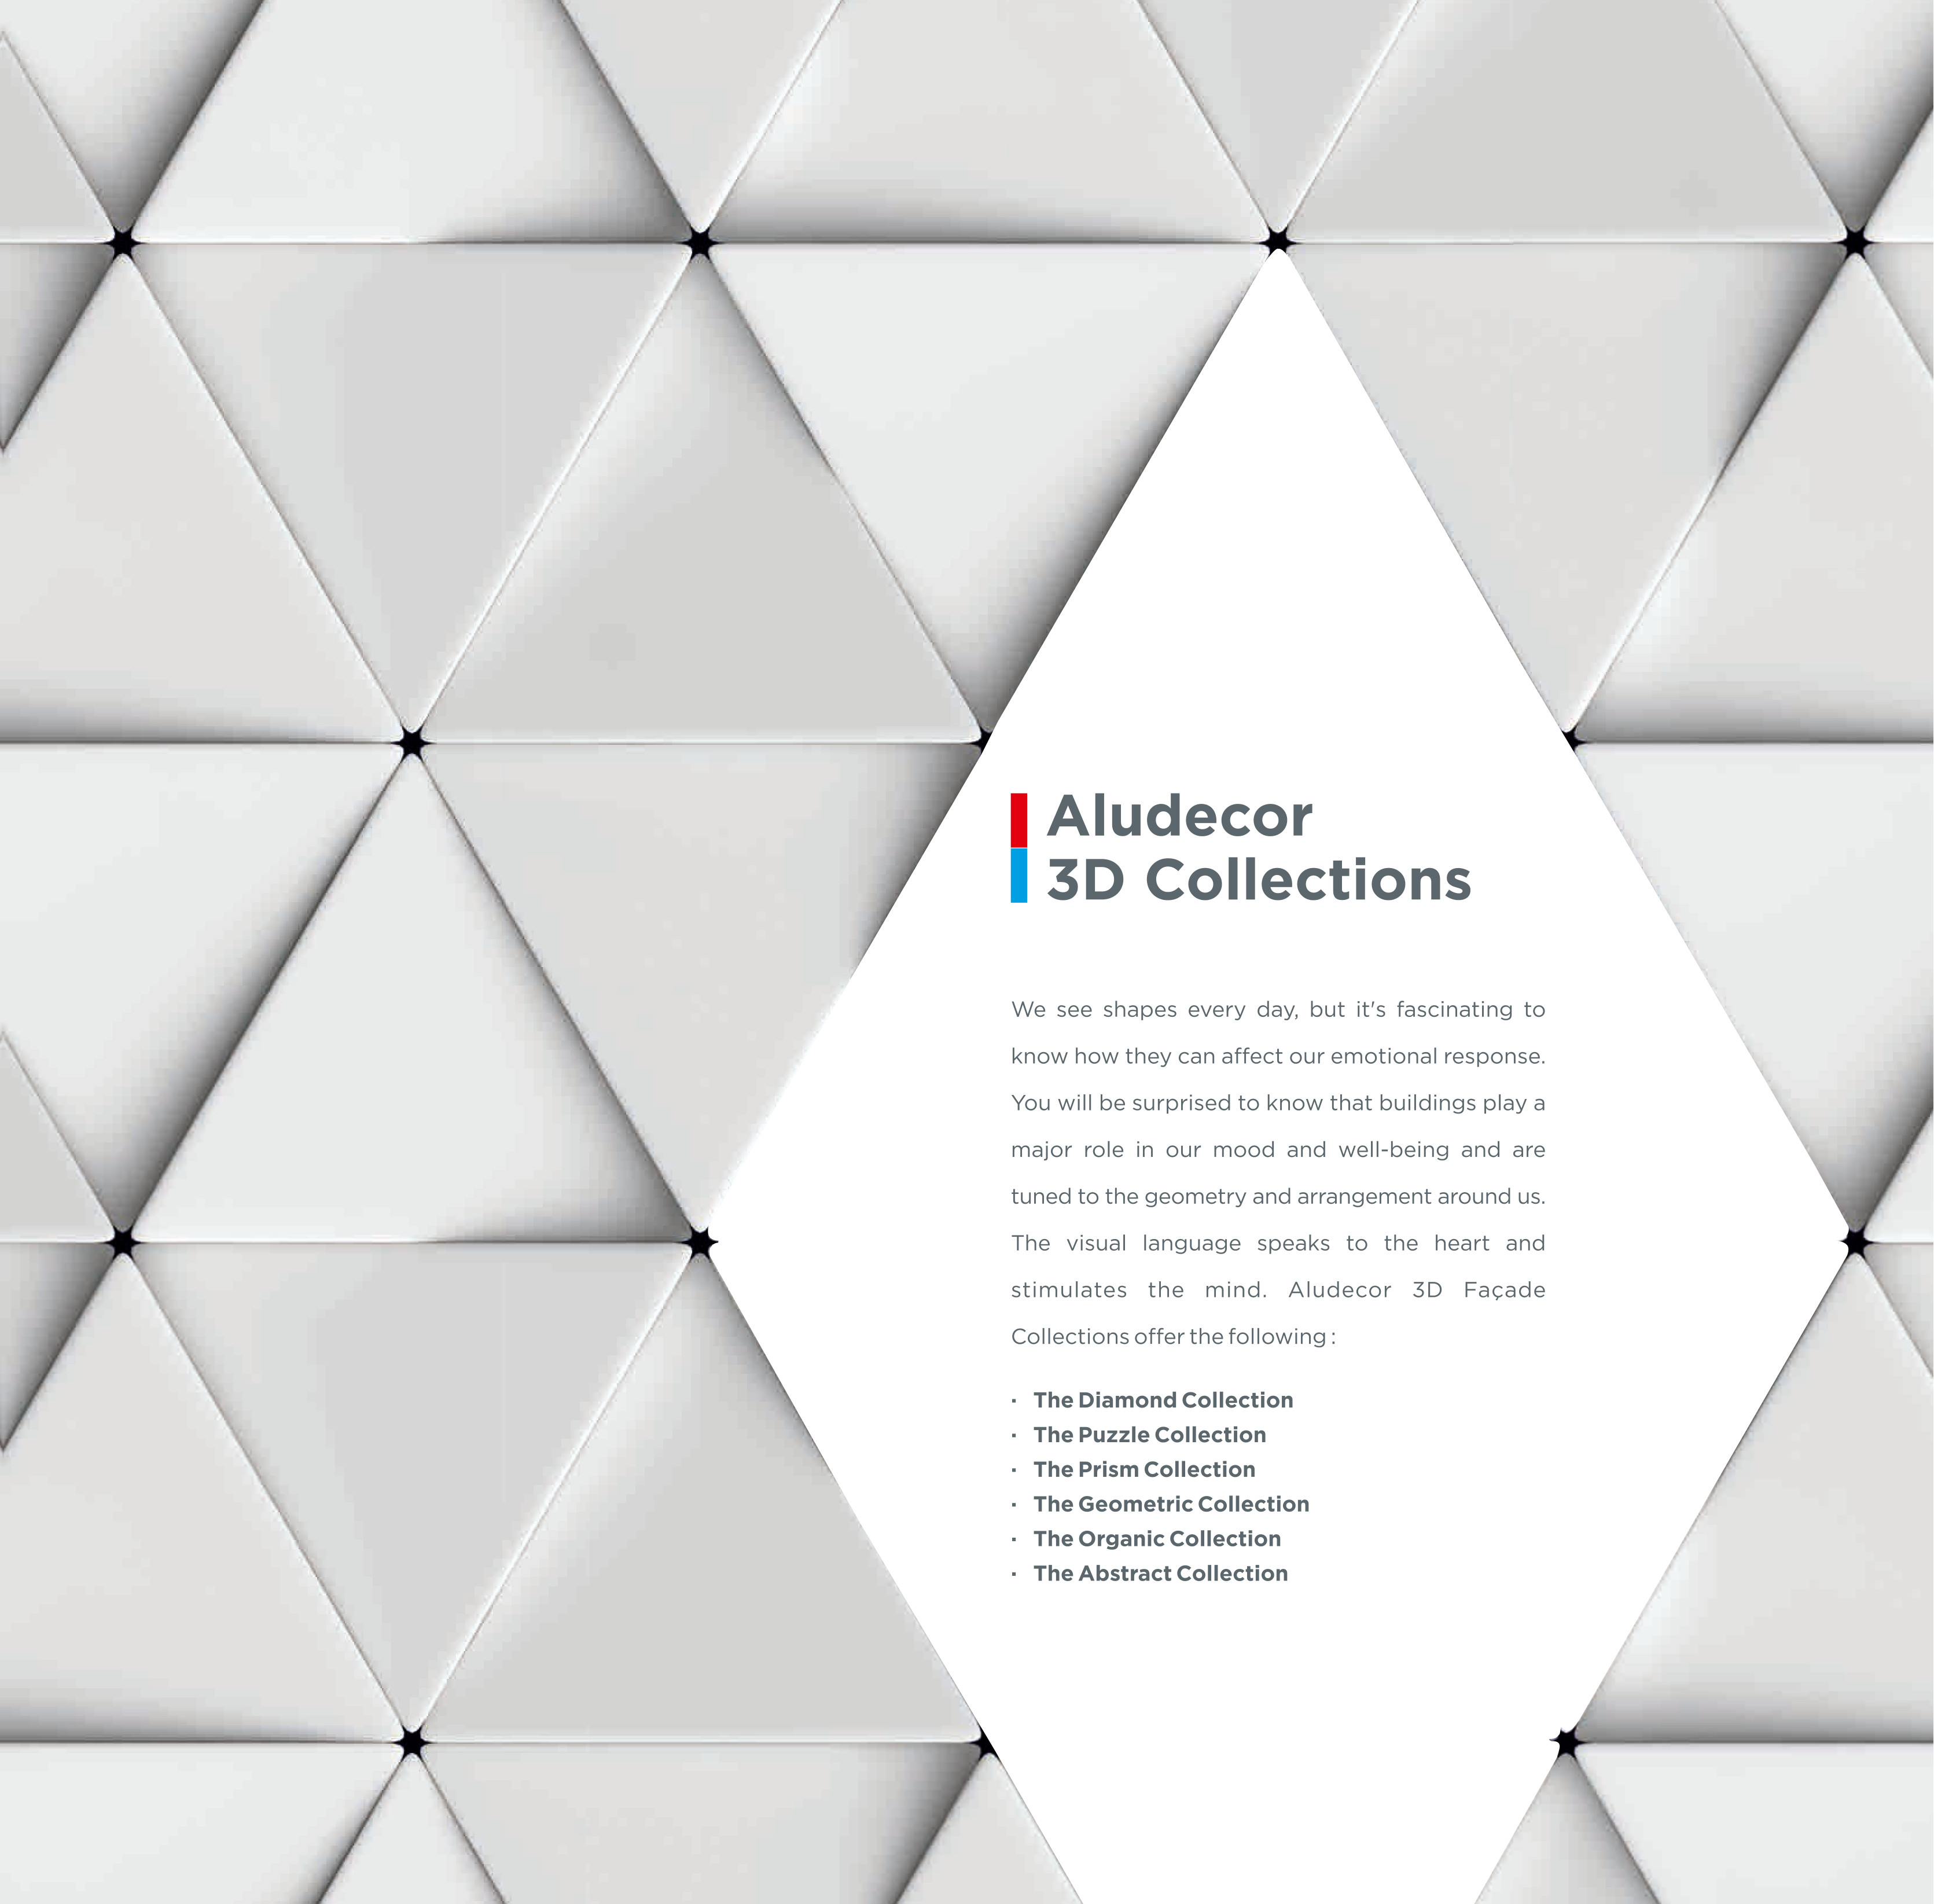 Aludecor
3D Collections
We see shapes every day, but it's fascinating to
know how they can affect our emotional response.
You will be surprised to know that buildings play a
major role in our mood and well-being and are
tuned to the geometry and arrangement around us.
The visual language speaks to the heart and
stimulates the mind. Aludecor 3D Façade
Collections offer the following :
· The Diamond Collection
· The Puzzle Collection
· The Prism Collection
· The Geometric Collection
· The Organic Collection
· The Abstract Collection